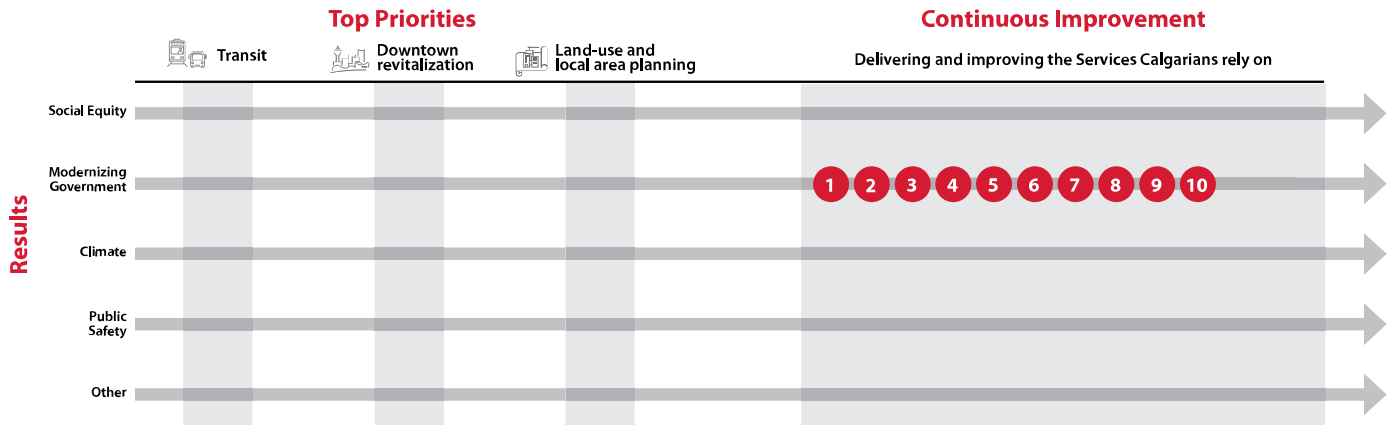 Top Priorities
Continuous Improvement
Transit
Downtown
revitalization
Land-use and
local area planning
Delivering and improving the Services Calgarians rely on
Results
Social Equity
Modernizing
Government
1 2 3 4 5 6 7 8 9 10
Climate
Public
Safety
Other